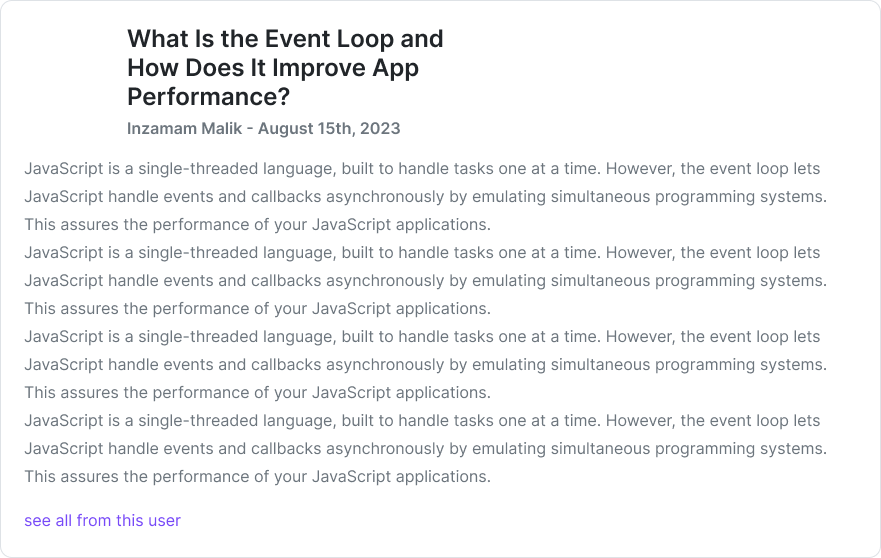 What Is the Event Loop and
How Does It Improve App
Performance?
Inzamam Malik - August 15th, 2023
JavaScript is a single-threaded language, built to handle tasks one at a time. However, the event loop lets
JavaScript handle events and callbacks asynchronously by emulating simultaneous programming systems.
This assures the performance of your JavaScript applications.
JavaScript is a single-threaded language, built to handle tasks one at a time. However, the event loop lets
JavaScript handle events and callbacks asynchronously by emulating simultaneous programming systems.
This assures the performance of your JavaScript applications.
JavaScript is a single-threaded language, built to handle tasks one at a time. However, the event loop lets
JavaScript handle events and callbacks asynchronously by emulating simultaneous programming systems.
This assures the performance of your JavaScript applications.
JavaScript is a single-threaded language, built to handle tasks one at a time. However, the event loop lets
JavaScript handle events and callbacks asynchronously by emulating simultaneous programming systems.
This assures the performance of your JavaScript applications.
see all from this user